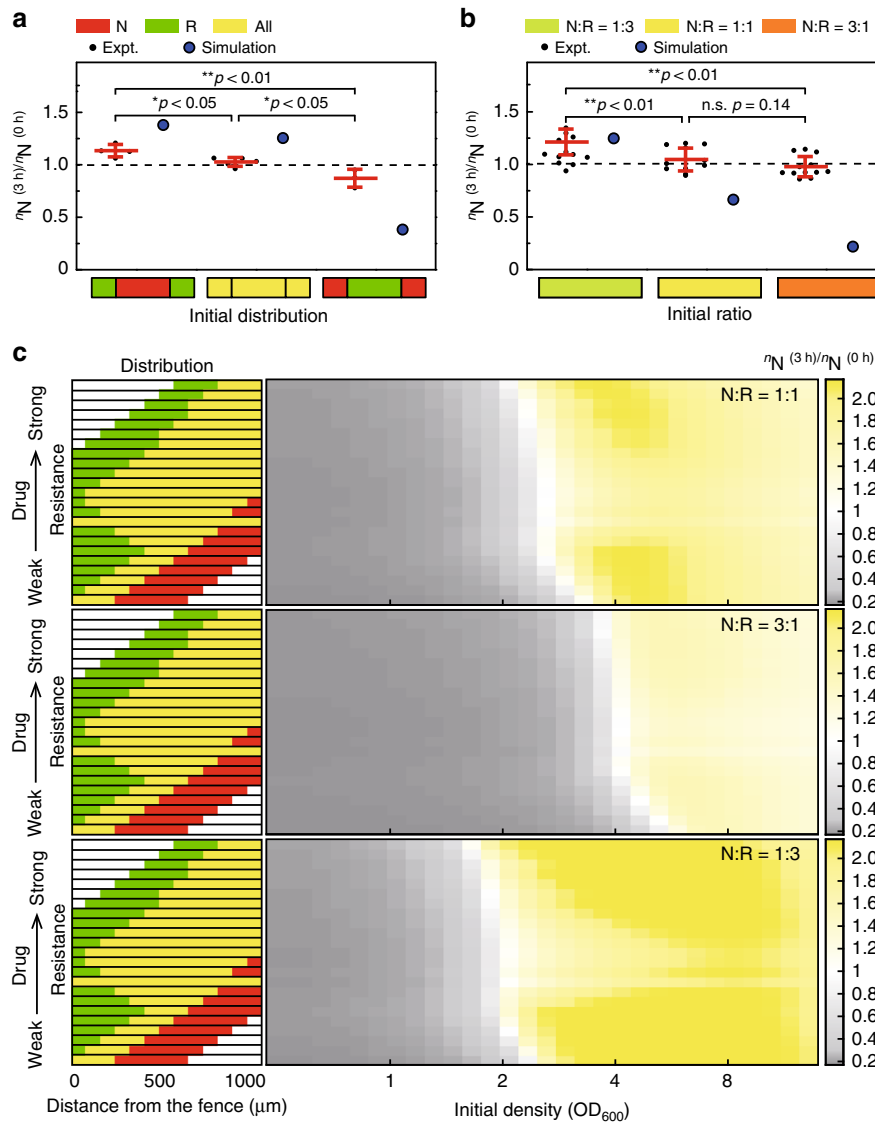 a
N R All
Expt. Simulation
**p < 0.01
*p < 0.05 *p < 0.05
nN (3 h)/nN (0 h)
1.5
1.0
0.5
0
Initial distribution
b
N:R = 1:3 N:R = 1:1 N:R = 3:1
Expt. Simulation
**p < 0.01
**p < 0.01 n.s. p = 0.14
nN (3 h)/nN (0 h)
1.5
1.0
0.5
0
Initial ratio
c
Distribution
nN (3 h)/nN (0 h)
Weak Drug Resistance Strong
N:R = 1:1
2.0
1.8
1.6
1.4
1.2
1
0.8
0.6
0.4
0.2
Weak Drug Resistance Strong
N:R = 3:1
2.0
1.8
1.6
1.4
1.2
1
0.8
0.6
0.4
0.2
Weak Drug Resistance Strong
N:R = 1:3
2.0
1.8
1.6
1.4
1.2
1
0.8
0.6
0.4
0.2
0 500 1000
Distance from the fence (μm)
1 2 4 8
Initial density (OD600)